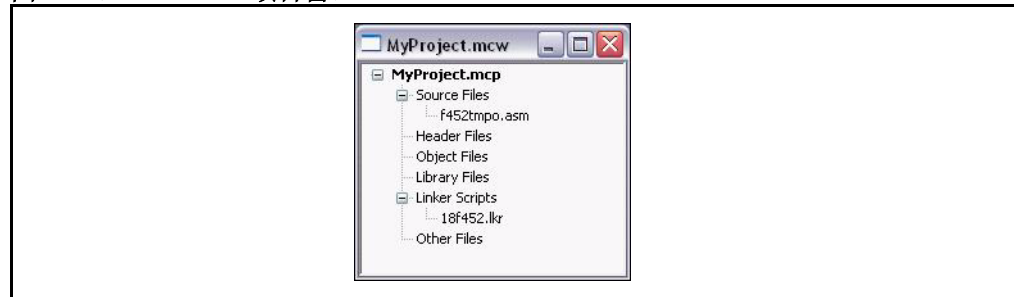 MyProject.mcw
MyProject.mcp
Source Files
f452tmpo.asm
Header Files
Object Files
Library Files
Linker Scripts
18f452.lkr
Other Files